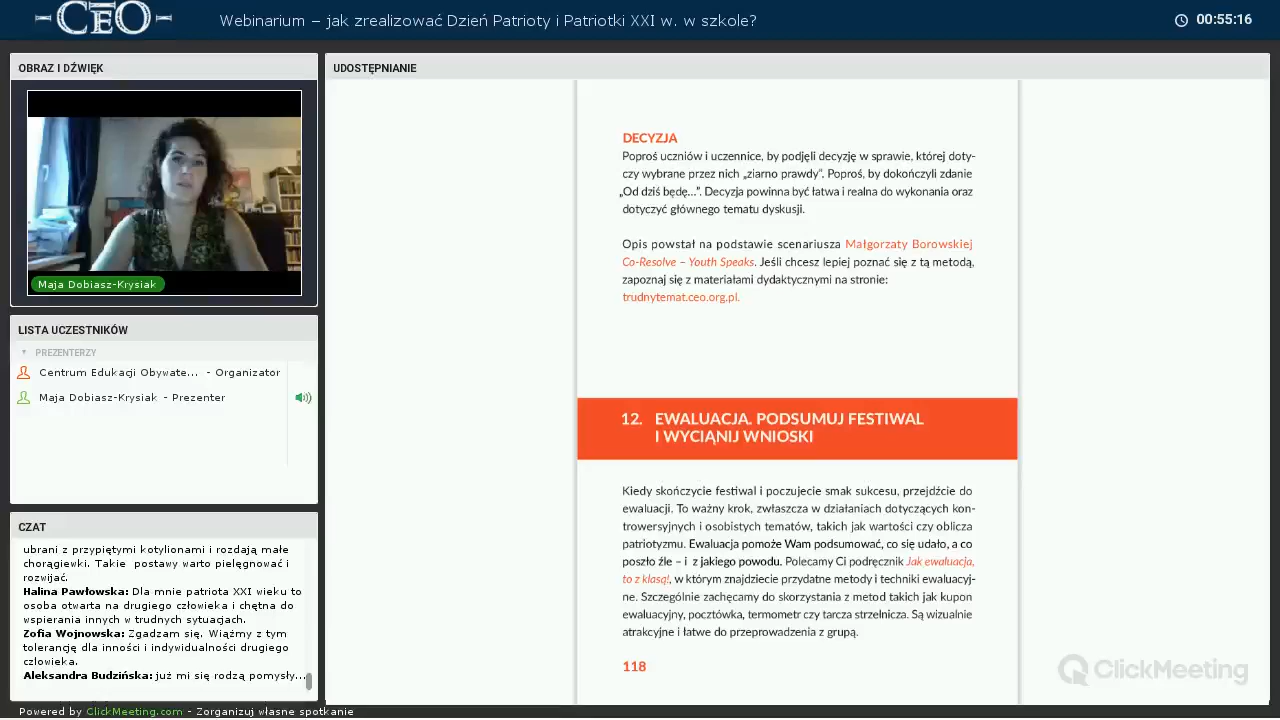 CEO
Webinarium – jak zrealizować Dzień Patrioty i Patriotki XXI w. w szkole?
00:55:16
OBRAZ I DŹWIĘK
Maja Dobiasz-Krysiak
LISTA UCZESTNIKÓW
PREZENTERZY
Centrum Edukacji Obywate... - Organizator
Maja Dobiasz-Krysiak - Prezenter
CZAT
ubrani z przypiętymi kotylionami i rozdają małe
chorągiewki. Takie postawy warto pielęgnować i
rozwijać.
Halina Pawłowska: Dla mnie patriota XXI wieku to
osoba otwarta na drugiego człowieka i chętna do
wspierania innych w trudnych sytuacjach.
Zofia Wojnowska: Zgadzam się. Wiążmy z tym
tolerancję dla inności i indywidualności drugiego
człowieka.
Aleksandra Budzińska: już mi się rodzą pomysły...
UDOSTĘPNIANIE
DECYZJA
Poproś uczniów i uczennice, by podjęli decyzję w sprawie, której doty-
czy wybrane przez nich „ziarno prawdy”. Poproś, by dokończyli zdanie
„Od dziś będę...”. Decyzja powinna być łatwa i realna do wykonania oraz
dotyczyć głównego tematu dyskusji.
Opis powstał na podstawie scenariusza Małgorzaty Borowskiej
Co-Resolve – Youth Speaks. Jeśli chcesz lepiej poznać się z tą metodą,
zapoznaj się z materiałami dydaktycznymi na stronie:
trudnytemat.ceo.org.pl.
12. EWALUACJA. PODSUMUJ FESTIWAL
I WYCIĄNIJ WNIOSKI
Kiedy skończycie festiwal i poczujecie smak sukcesu, przejdźcie do
ewaluacji. To ważny krok, zwłaszcza w działaniach dotyczących kon-
trowersyjnych i osobistych tematów, takich jak wartości czy oblicza
patriotyzmu. Ewaluacja pomoże Wam podsumować, co się udało, a co
poszło źle – i z jakiego powodu. Polecamy Ci podręcznik Jak ewaluacja,
to z klasą!, w którym znajdziecie przydatne metody i techniki ewaluacyj-
ne. Szczególnie zachęcamy do skorzystania z metod takich jak kupon
ewaluacyjny, pocztówka, termometr czy tarcza strzelnicza. Są wizualnie
atrakcyjne i łatwe do przeprowadzenia z grupą.
118
ClickMeeting
Powered by ClickMeeting.com - Zorganizuj własne spotkanie